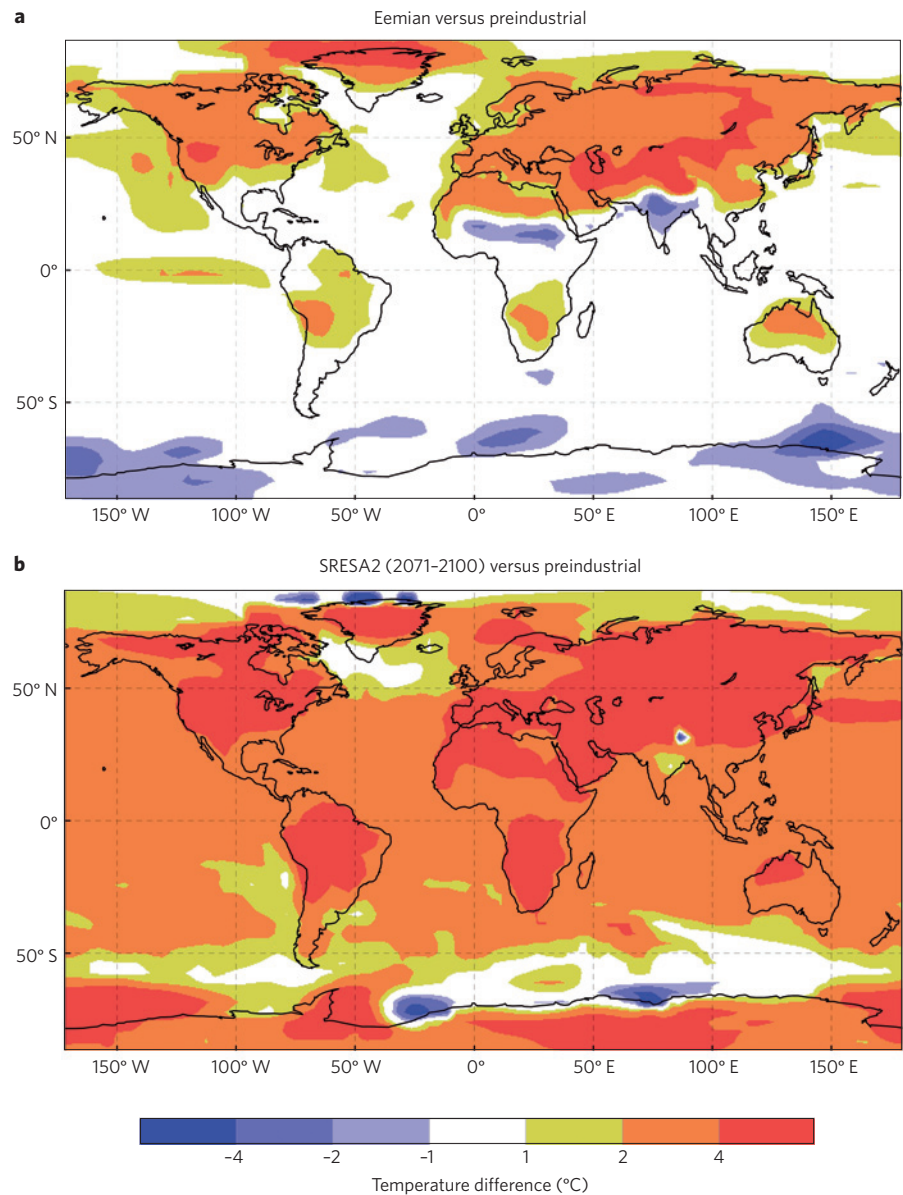 a
Eemian versus preindustrial
50° N
0°
50° S
150° W 100° W 50° W 0° 50° E 100° E 150° E
b
SRESA2 (2071–2100) versus preindustrial
50° N
0°
50° S
150° W 100° W 50° W 0° 50° E 100° E 150° E
–4 –2 –1 1 2 4
Temperature difference (°C)